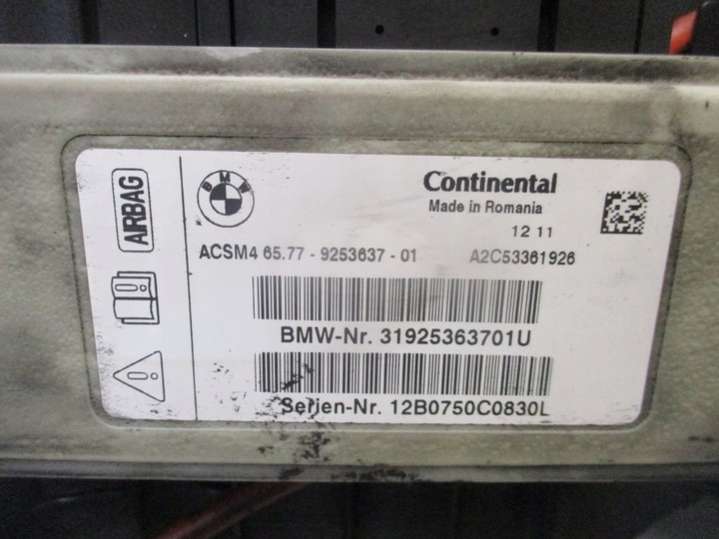 AIRBAG
BMW
Continental
Made in Romania
12 11
ACSM4 65.77 - 9253637 - 01 A2C53361926
BMW-Nr. 31925363701U
Serien-Nr. 12B0750C0830L